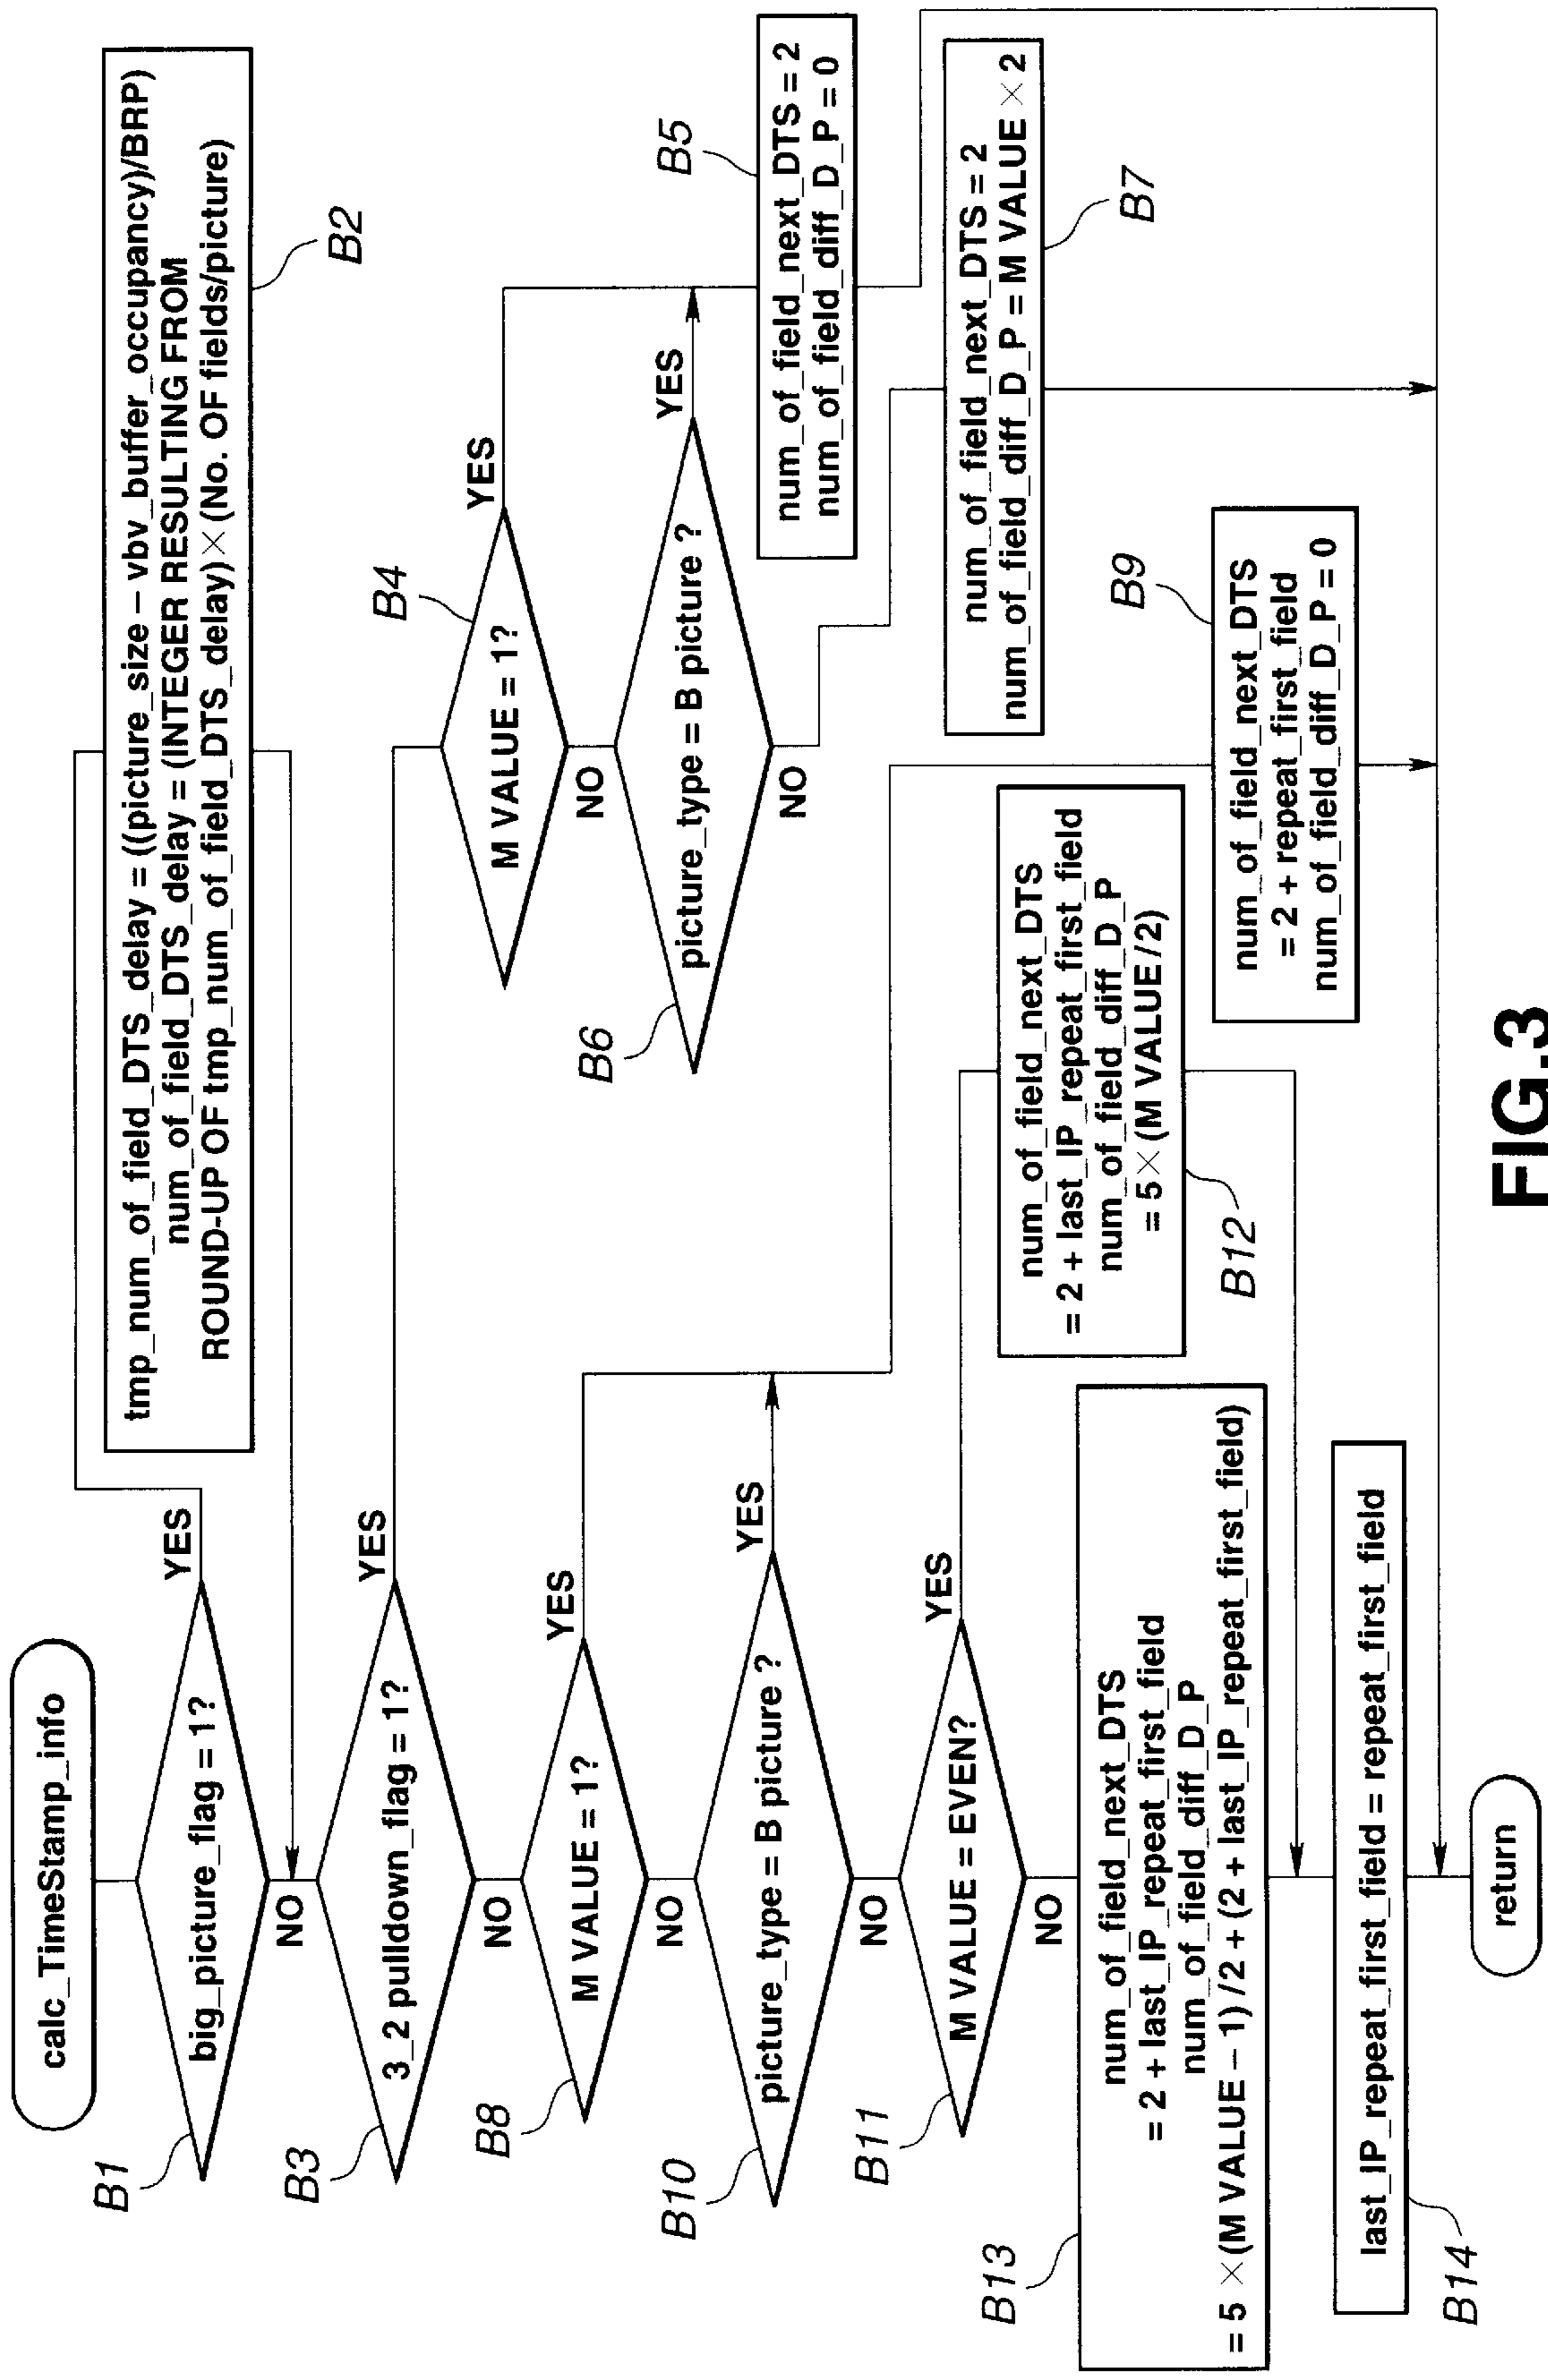 calc_TimeStamp_info
B1
big_picture_flag = 1?
YES
NO
tmp_num_of_field_DTS_delay = ((picture_size – vbv_buffer_occupancy)/BRP)
num_of_field_DTS_delay = (INTEGER RESULTING FROM
ROUND-UP OF tmp_num_of_field_DTS_delay) × (No. OF fields/picture)
B2
B3
3_2 pulldown_flag = 1?
YES
NO
B4
M VALUE = 1?
YES
NO
B5
num_of_field_next_DTS = 2
num_of_field_diff_D_P = 0
B6
picture_type = B picture ?
YES
NO
num_of_field_next_DTS = 2
num_of_field_diff_D_P = M VALUE × 2
B7
B8
M VALUE = 1?
YES
NO
B9
num_of_field_next_DTS
= 2 + repeat_first_field
num_of_field_diff_D_P = 0
B10
picture_type = B picture ?
YES
NO
B11
M VALUE = EVEN?
YES
NO
num_of_field_next_DTS
= 2 + last_IP_repeat_first_field
num_of_field_diff_D_P
= 5 × (M VALUE/2)
B12
B13
num_of_field_next_DTS
= 2 + last_IP_repeat_first_field
num_of_field_diff_D_P
= 5 × (M VALUE – 1) /2 + (2 + last_IP_repeat_first_field)
last_IP_repeat_first_field = repeat_first_field
B14
return
FIG.3